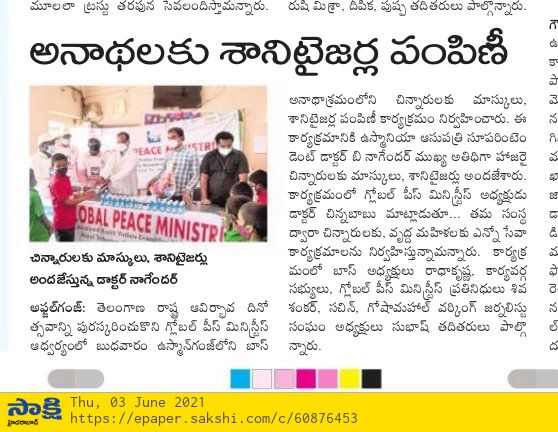 మూలలా ట్రస్టు తరఫున సేవలందిస్తామన్నారు.
రుషి మిశ్రా, దీపిక, పుష్ప తదితరులు పాల్గొన్నారు.
అనాథలకు శానిటైజర్ల పంపిణీ
PEACE MINI
GLOBAL PEACE MINISTRI
చిన్నారులకు మాస్కులు, శానిటైజర్లు
అందజేస్తున్న డాక్టర్ నాగేందర్
అఫ్జల్‌గంజ్: తెలంగాణ రాష్ట్ర ఆవిర్భావ దినో
త్సవాన్ని పురస్కరించుకొని గ్లోబల్ పీస్ మినిస్ట్రీస్
ఆధ్వర్యంలో బుధవారం ఉస్మాన్‌గంజ్‌లోని బాస్
అనాథాశ్రమంలోని చిన్నారులకు మాస్కులు,
శానిటైజర్ల పంపిణీ కార్యక్రమం నిర్వహించారు. ఈ
కార్యక్రమానికి ఉస్మానియా ఆసుపత్రి సూపరింటెం
డెంట్ డాక్టర్ బి నాగేందర్ ముఖ్య అతిథిగా హాజరై
చిన్నారులకు మాస్కులు, శానిటైజర్లు అందజేశారు.
కార్యక్రమంలో గ్లోబల్ పీస్ మినిస్ట్రీస్ అధ్యక్షుడు
డాక్టర్ చిన్నబాబు మాట్లాడుతూ... తమ సంస్థ
ద్వారా చిన్నారులకు, వృద్ధ మహిళలకు ఎన్నో సేవా
కార్యక్రమాలను నిర్వహిస్తున్నామన్నారు. కార్యక్ర
మంలో బాస్ అధ్యక్షులు రాధాకృష్ణ, కార్యవర్గ
సభ్యులు, గ్లోబల్ పీస్ మినిస్ట్రీస్ ప్రతినిధులు శివ
శంకర్, సచిన్, గోషామహల్ వర్కింగ్ జర్నలిస్టు
సంఘం అధ్యక్షులు సుభాష్ తదితరులు పాల్గొ
న్నారు.
సాక్షి
హైదరాబాద్
Thu, 03 June 2021
https://epaper.sakshi.com/c/60876453